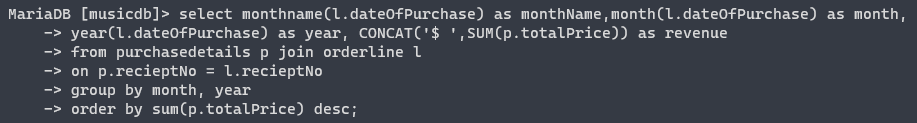 MariaDB [musicdb]> select monthname(l.dateOfPurchase) as monthName,month(l.dateOfPurchase) as month,
-> year(l.dateOfPurchase) as year, CONCAT('$ ',SUM(p.totalPrice)) as revenue
-> from purchasedetails p join orderline l
-> on p.recieptNo = l.recieptNo
-> group by month, year
-> order by sum(p.totalPrice) desc;